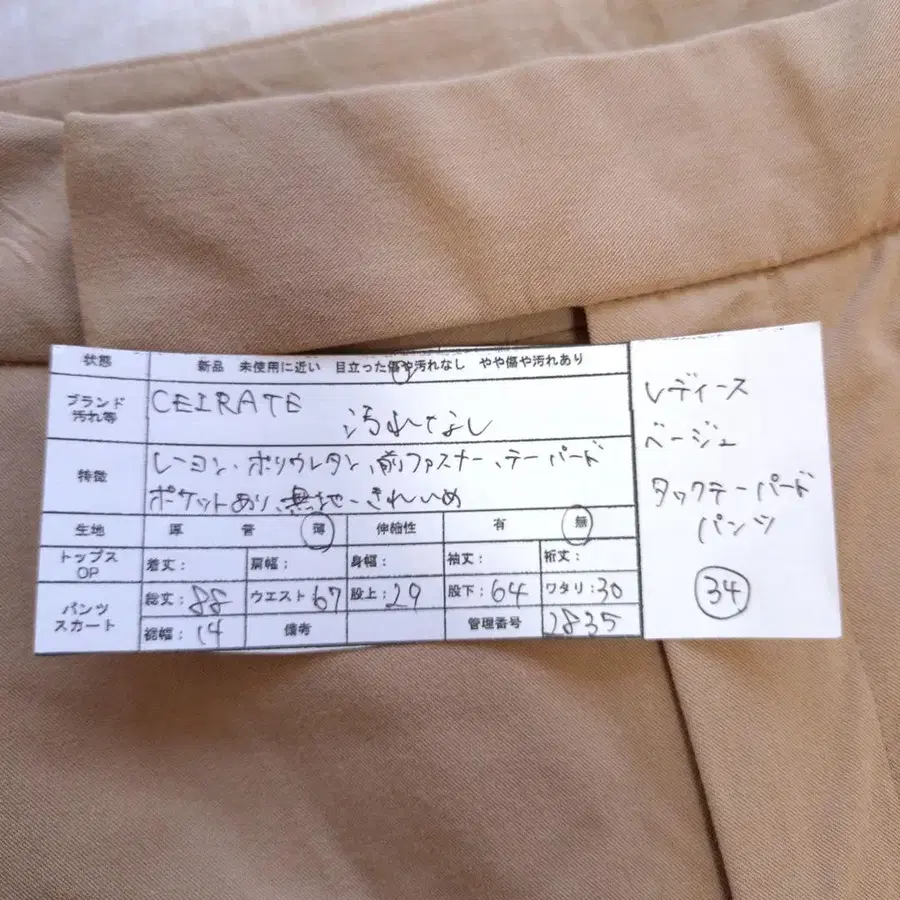 状態 新品 未使用に近い 目立った傷や汚れなし やや傷や汚れあり
ブランド 汚れ等 CEIRATE 汚れなし
特徴 レーヨン、ポリウレタン、前ファスナー、テーパード
ポケットあり、無地、きれいめ
生地 厚 普 薄 伸縮性 有 無
トップス OP 着丈: 肩幅: 身幅: 袖丈: 裄丈:
パンツ スカート 総丈:88 ウエスト67 股上:29 股下:64 ワタリ:30
裾幅:14 備考 管理番号 2835
レディース
ベージュ
タックテーパード
パンツ
34